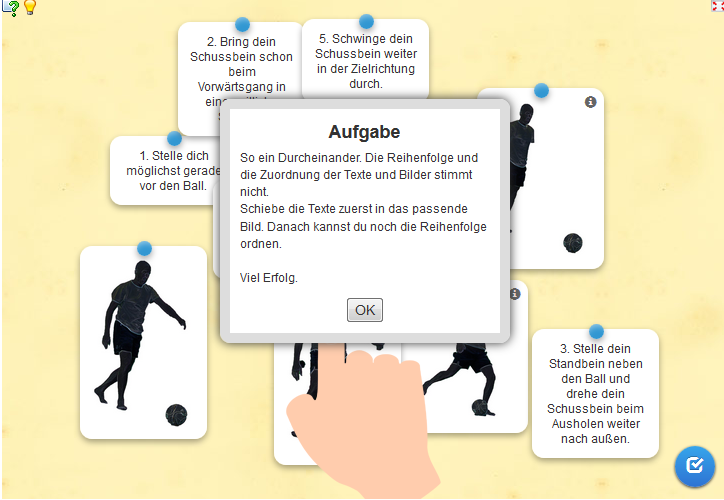 2. Bring dein
Schussbein schon
beim
Vorwärtsgang in
5. Schwinge dein
Schussbein weiter
in der Zielrichtung
durch.
1. Stelle dich
möglichst gerade
vor den Ball.
Aufgabe
So ein Durcheinander. Die Reihenfolge und
die Zuordnung der Texte und Bilder stimmt
nicht.
Schiebe die Texte zuerst in das passende
Bild. Danach kannst du noch die Reihenfolge
ordnen.
Viel Erfolg.
OK
3. Stelle dein
Standbein neben
den Ball und
drehe dein
Schussbein beim
Ausholen weiter
nach außen.